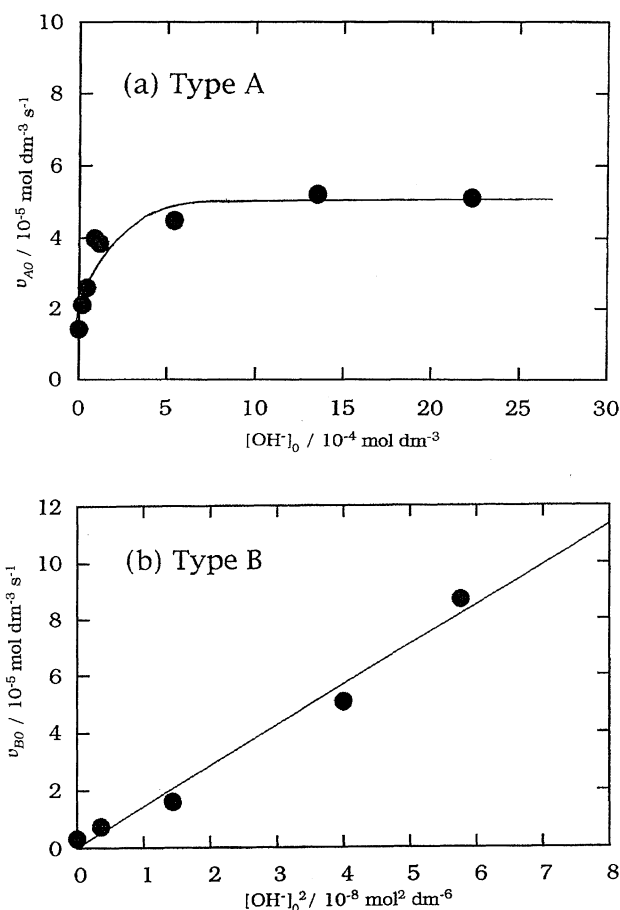 10
8
6
4
2
0
(a) Type A
v_A0 / 10⁻⁵ mol dm⁻³ s⁻¹
0 5 10 15 20 25 30
[OH⁻]₀ / 10⁻⁴ mol dm⁻³
12
10
8
6
4
2
0
(b) Type B
v_B0 / 10⁻⁵ mol dm⁻³ s⁻¹
0 1 2 3 4 5 6 7 8
[OH⁻]₀²/ 10⁻⁸ mol² dm⁻⁶